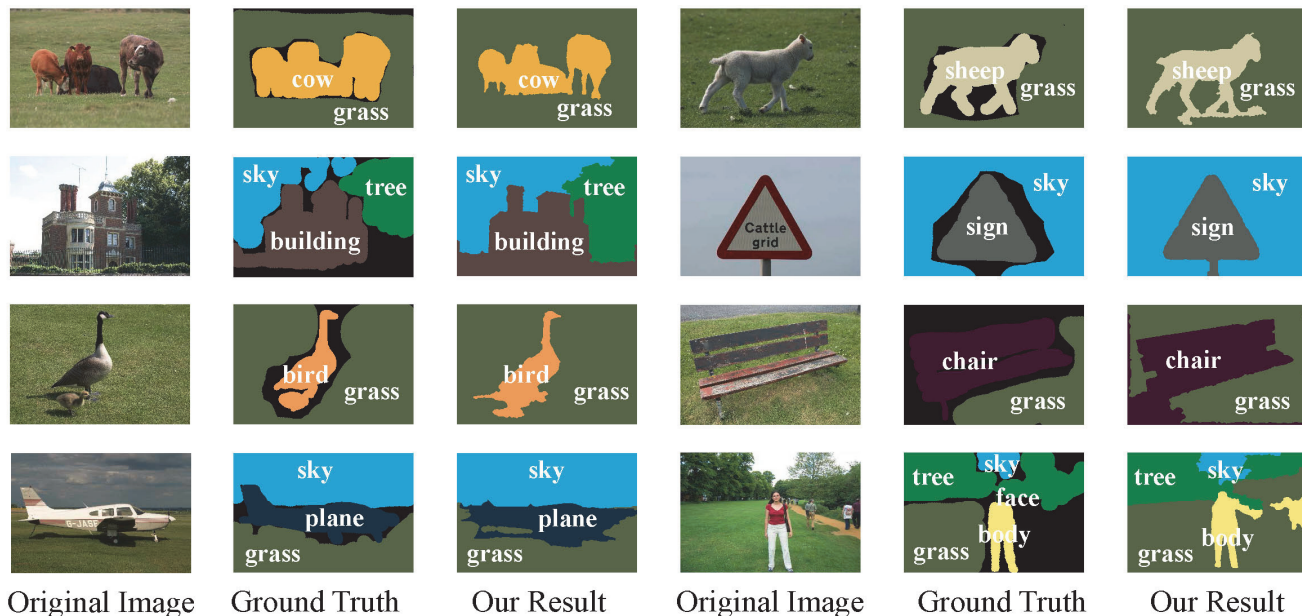 cow
grass
cow
grass
sheep
grass
sheep
grass
sky
tree
building
sky
tree
building
Cattle
grid
sky
sign
sky
sign
bird
grass
bird
grass
chair
grass
chair
grass
sky
plane
grass
sky
plane
grass
tree
sky
face
body
grass
tree
sky
body
grass
Original Image Ground Truth Our Result Original Image Ground Truth Our Result